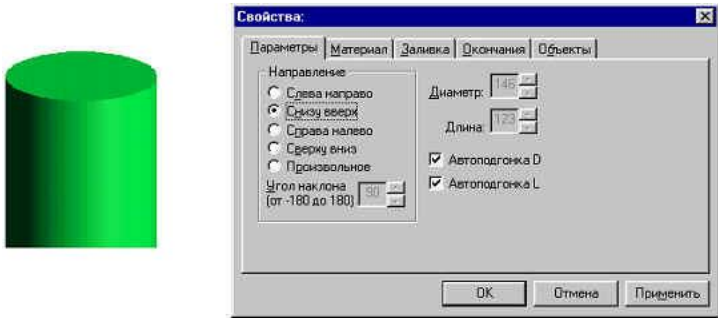 Свойства:
Параметры Материал Заливка Окончания Объекты
Направление
Слева направо
Снизу вверх
Справа налево
Сверху вниз
Произвольное
Угол наклона
(от -180 до 180) 90
Диаметр: 146
Длина: 123
Автоподгонка D
Автоподгонка L
OK Отмена Применить